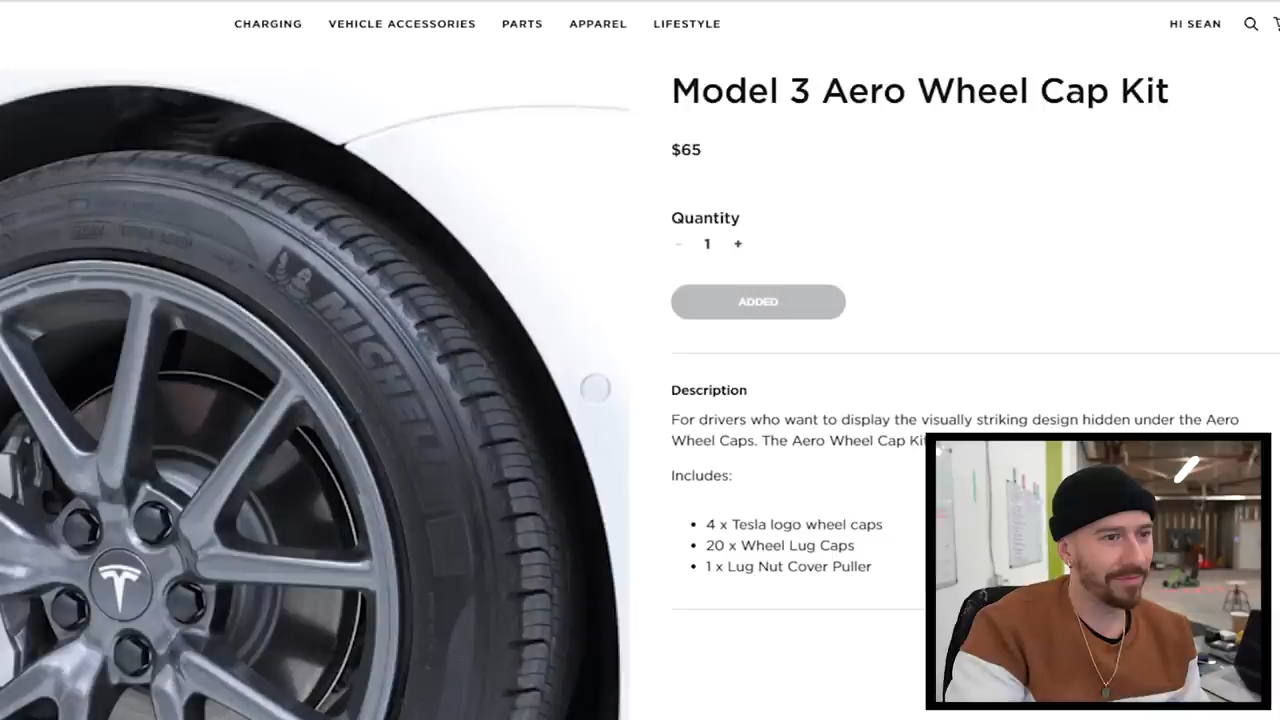 CHARGING VEHICLE ACCESSORIES PARTS APPAREL LIFESTYLE HI SEAN
Model 3 Aero Wheel Cap Kit
$65
Quantity
- 1 +
ADDED
Description
For drivers who want to display the visually striking design hidden under the Aero
Wheel Caps. The Aero Wheel Cap
Includes:
• 4 x Tesla logo wheel caps
• 20 x Wheel Lug Caps
• 1 x Lug Nut Cover Puller
MICHELI